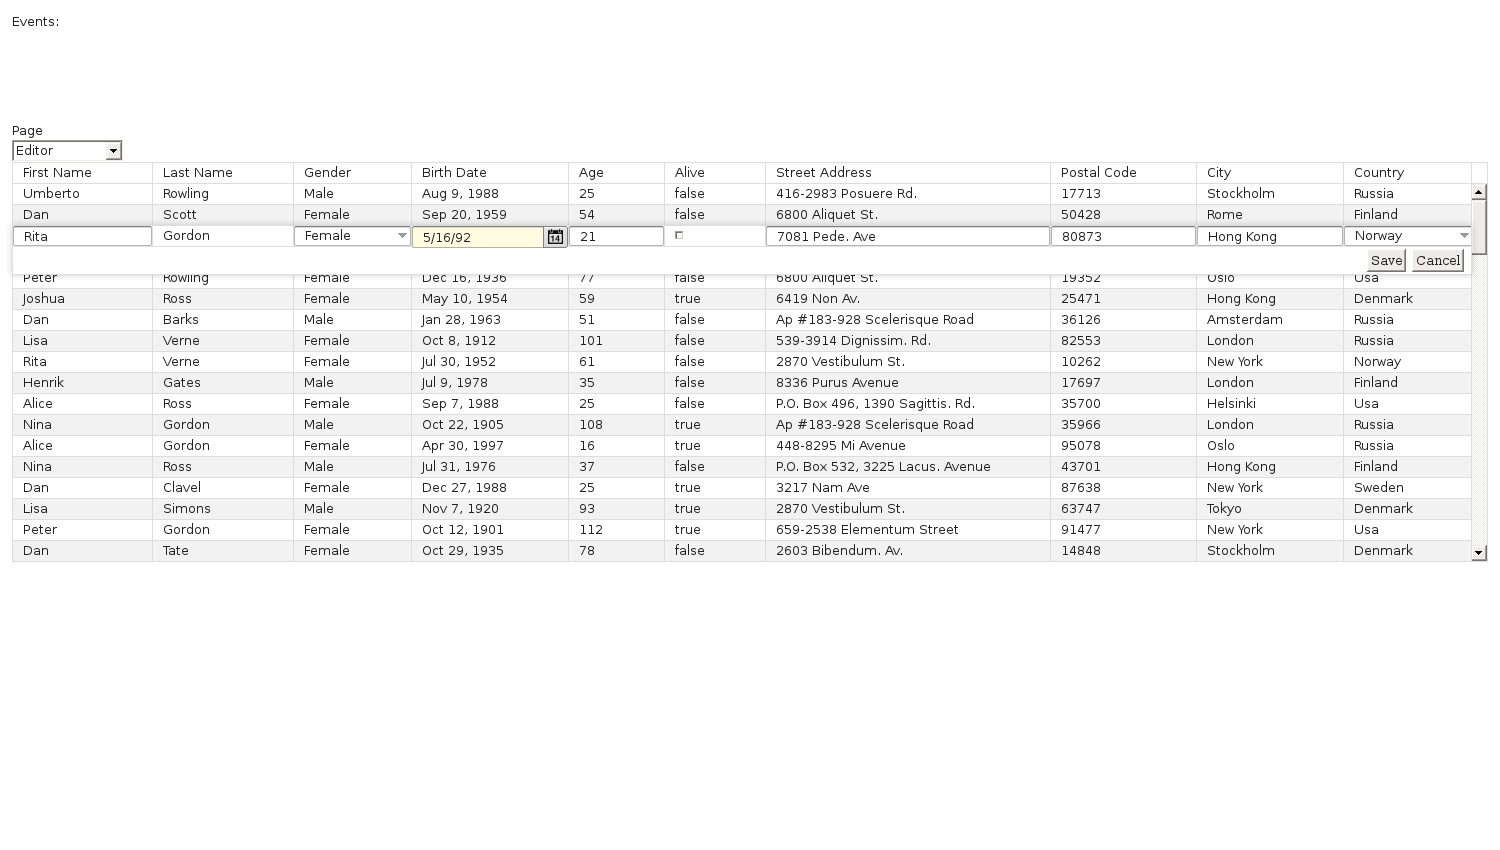 Events:
Page
Editor
First Name Last Name Gender Birth Date Age Alive Street Address Postal Code City Country
Umberto Rowling Male Aug 9, 1988 25 false 416-2983 Posuere Rd. 17713 Stockholm Russia
Dan Scott Female Sep 20, 1959 54 false 6800 Aliquet St. 50428 Rome Finland
Rita Gordon Female 5/16/92 14 21 7081 Pede. Ave 80873 Hong Kong Norway
Save Cancel
Peter Rowling Female Dec 16, 1936 77 false 6800 Aliquet St. 19352 Oslo Usa
Joshua Ross Female May 10, 1954 59 true 6419 Non Av. 25471 Hong Kong Denmark
Dan Barks Male Jan 28, 1963 51 false Ap #183-928 Scelerisque Road 36126 Amsterdam Russia
Lisa Verne Female Oct 8, 1912 101 false 539-3914 Dignissim. Rd. 82553 London Russia
Rita Verne Female Jul 30, 1952 61 false 2870 Vestibulum St. 10262 New York Norway
Henrik Gates Male Jul 9, 1978 35 false 8336 Purus Avenue 17697 London Finland
Alice Ross Female Sep 7, 1988 25 false P.O. Box 496, 1390 Sagittis. Rd. 35700 Helsinki Usa
Nina Gordon Male Oct 22, 1905 108 true Ap #183-928 Scelerisque Road 35966 London Russia
Alice Gordon Female Apr 30, 1997 16 true 448-8295 Mi Avenue 95078 Oslo Russia
Nina Ross Male Jul 31, 1976 37 false P.O. Box 532, 3225 Lacus. Avenue 43701 Hong Kong Finland
Dan Clavel Female Dec 27, 1988 25 true 3217 Nam Ave 87638 New York Sweden
Lisa Simons Male Nov 7, 1920 93 true 2870 Vestibulum St. 63747 Tokyo Denmark
Peter Gordon Female Oct 12, 1901 112 true 659-2538 Elementum Street 91477 New York Usa
Dan Tate Female Oct 29, 1935 78 false 2603 Bibendum. Av. 14848 Stockholm Denmark